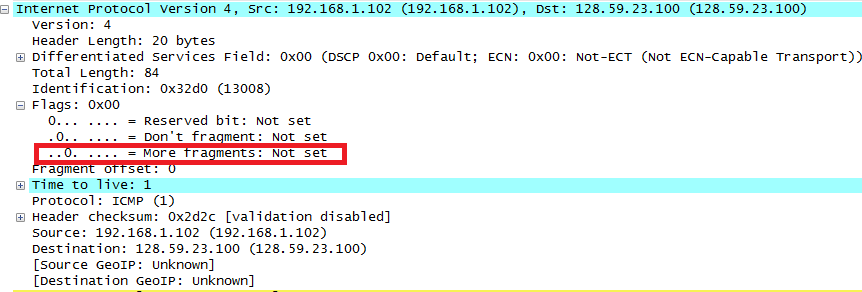 Internet Protocol Version 4, Src: 192.168.1.102 (192.168.1.102), Dst: 128.59.23.100 (128.59.23.100)
Version: 4
Header Length: 20 bytes
Differentiated Services Field: 0x00 (DSCP 0x00: Default; ECN: 0x00: Not-ECT (Not ECN-Capable Transport))
Total Length: 84
Identification: 0x32d0 (13008)
Flags: 0x00
0... .... = Reserved bit: Not set
.0.. .... = Don't fragment: Not set
..0. .... = More fragments: Not set
Fragment offset: 0
Time to live: 1
Protocol: ICMP (1)
Header checksum: 0x2d2c [validation disabled]
Source: 192.168.1.102 (192.168.1.102)
Destination: 128.59.23.100 (128.59.23.100)
[Source GeoIP: Unknown]
[Destination GeoIP: Unknown]